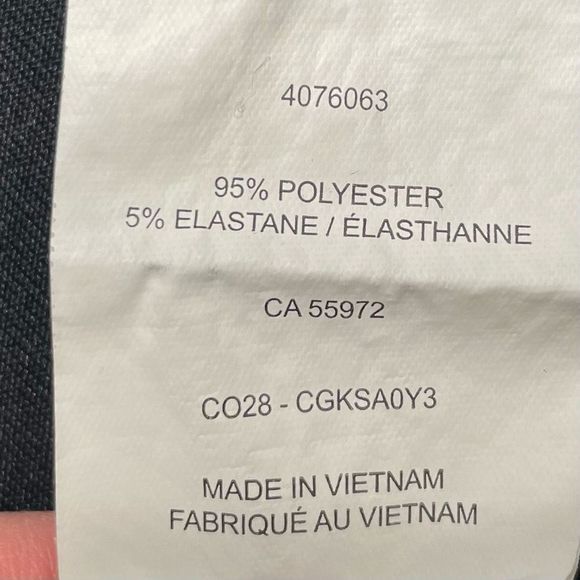 4076063
95% POLYESTER
5% ELASTANE / ÉLASTHANNE
CA 55972
CO28 - CGKSA0Y3
MADE IN VIETNAM
FABRIQUÉ AU VIETNAM